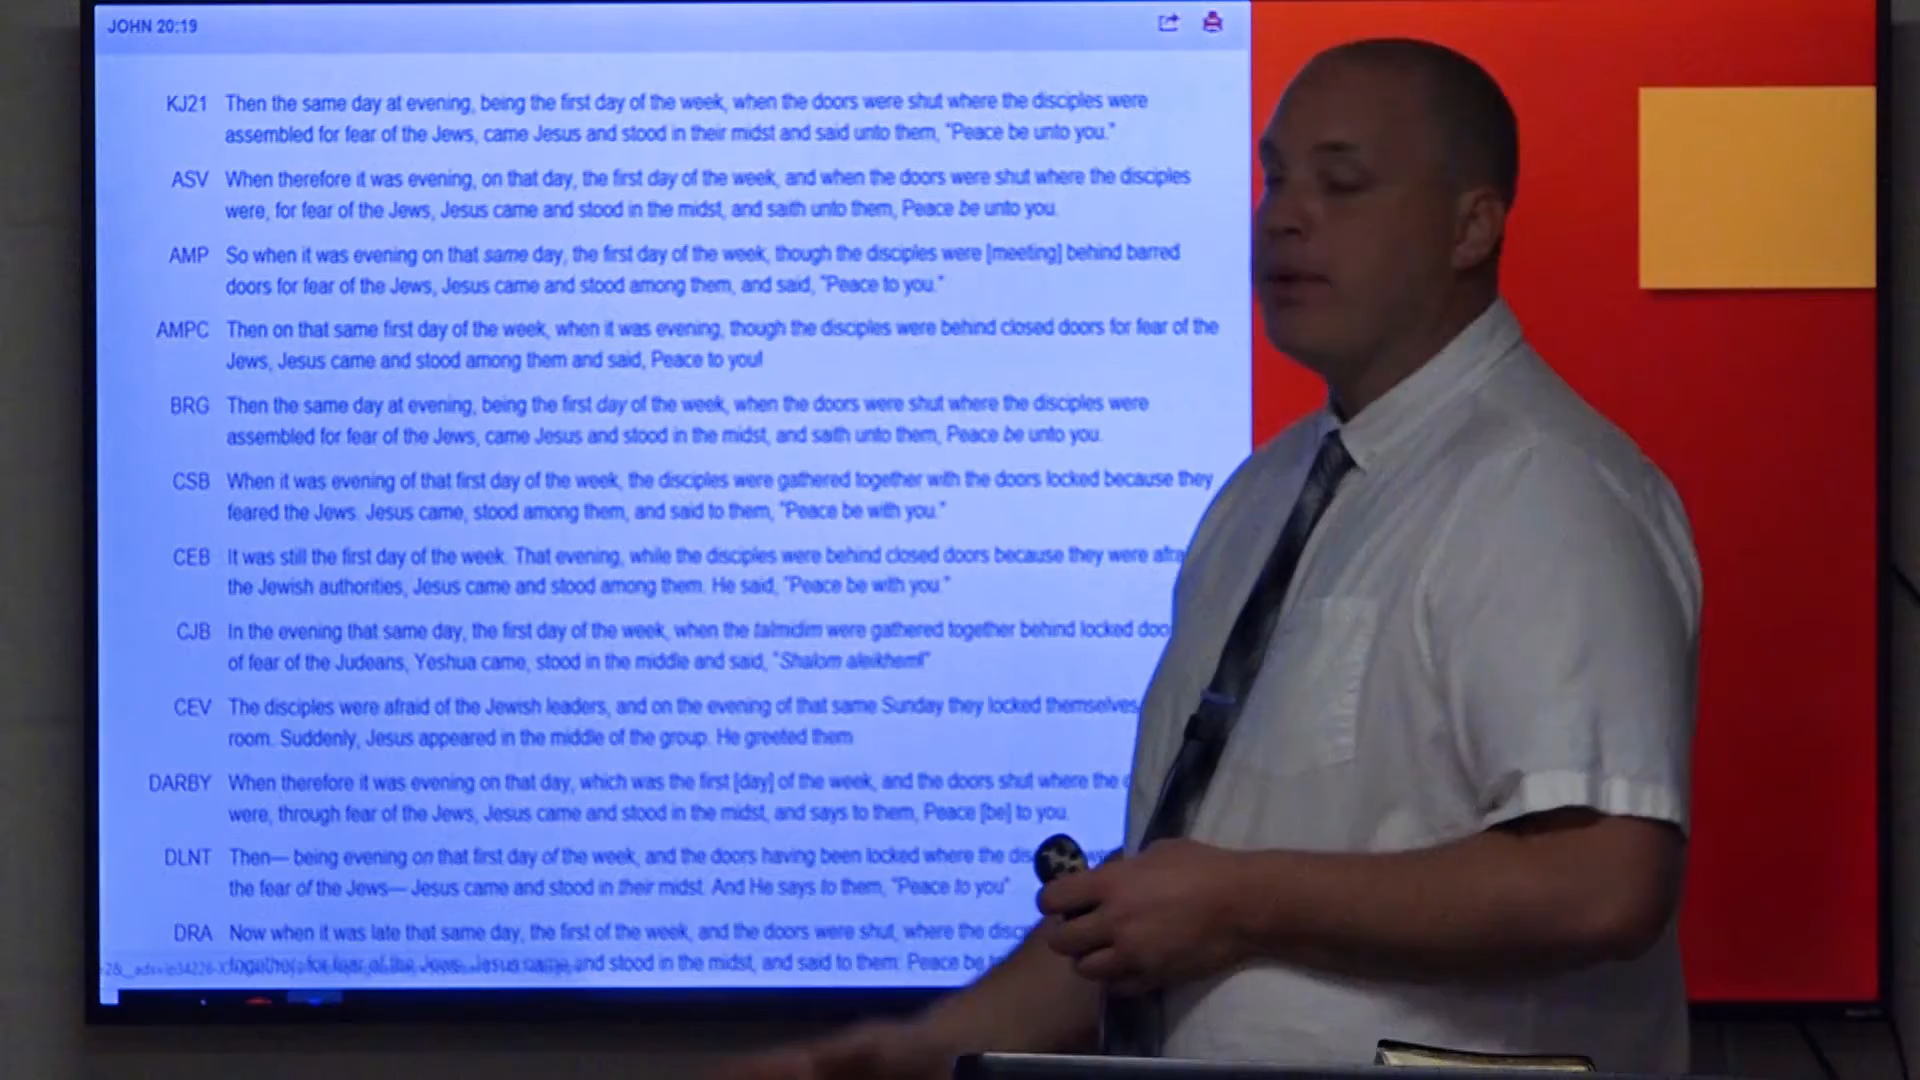 JOHN 20:19
KJ21 Then the same day at evening, being the first day of the week, when the doors were shut where the disciples were
assembled for fear of the Jews, came Jesus and stood in their midst and said unto them, "Peace be unto you."
ASV When therefore it was evening, on that day, the first day of the week, and when the doors were shut where the disciples
were, for fear of the Jews, Jesus came and stood in the midst, and saith unto them, Peace be unto you.
AMP So when it was evening on that same day, the first day of the week, though the disciples were [meeting] behind barred
doors for fear of the Jews, Jesus came and stood among them, and said, "Peace to you."
AMPC Then on that same first day of the week, when it was evening, though the disciples were behind closed doors for fear of the
Jews, Jesus came and stood among them and said, Peace to you!
BRG Then the same day at evening, being the first day of the week, when the doors were shut where the disciples were
assembled for fear of the Jews, came Jesus and stood in the midst, and saith unto them, Peace be unto you.
CSB When it was evening of that first day of the week, the disciples were gathered together with the doors locked because they
feared the Jews. Jesus came, stood among them, and said to them, "Peace be with you."
CEB It was still the first day of the week. That evening, while the disciples were behind closed doors because they were
the Jewish authorities, Jesus came and stood among them. He said, "Peace be with you."
CJB In the evening that same day, the first day of the week, when the talmidim were gathered together behind locked
of fear of the Judeans, Yeshua came, stood in the middle and said, "Shalom aleikhem!"
CEV The disciples were afraid of the Jewish leaders, and on the evening of that same Sunday they locked themselves
room. Suddenly, Jesus appeared in the middle of the group. He greeted them
DARBY When therefore it was evening on that day, which was the first [day] of the week, and the doors shut where the
were, through fear of the Jews, Jesus came and stood in the midst, and says to them, Peace [be] to you.
DLNT Then— being evening on that first day of the week, and the doors having been locked where the
the fear of the Jews— Jesus came and stood in their midst. And He says to them, "Peace to you"
DRA Now when it was late that same day, the first of the week, and the doors were shut, where the
together, for fear of the Jews, Jesus came and stood in the midst, and said to them: Peace be